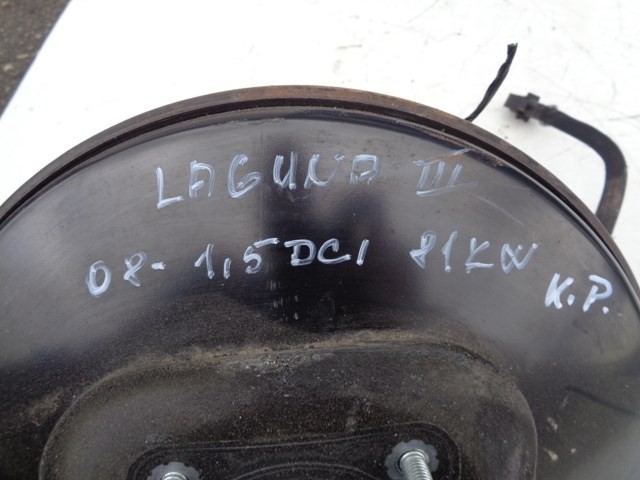 LAGUNA III
08- 1,5 DCI 81KW
K.P.